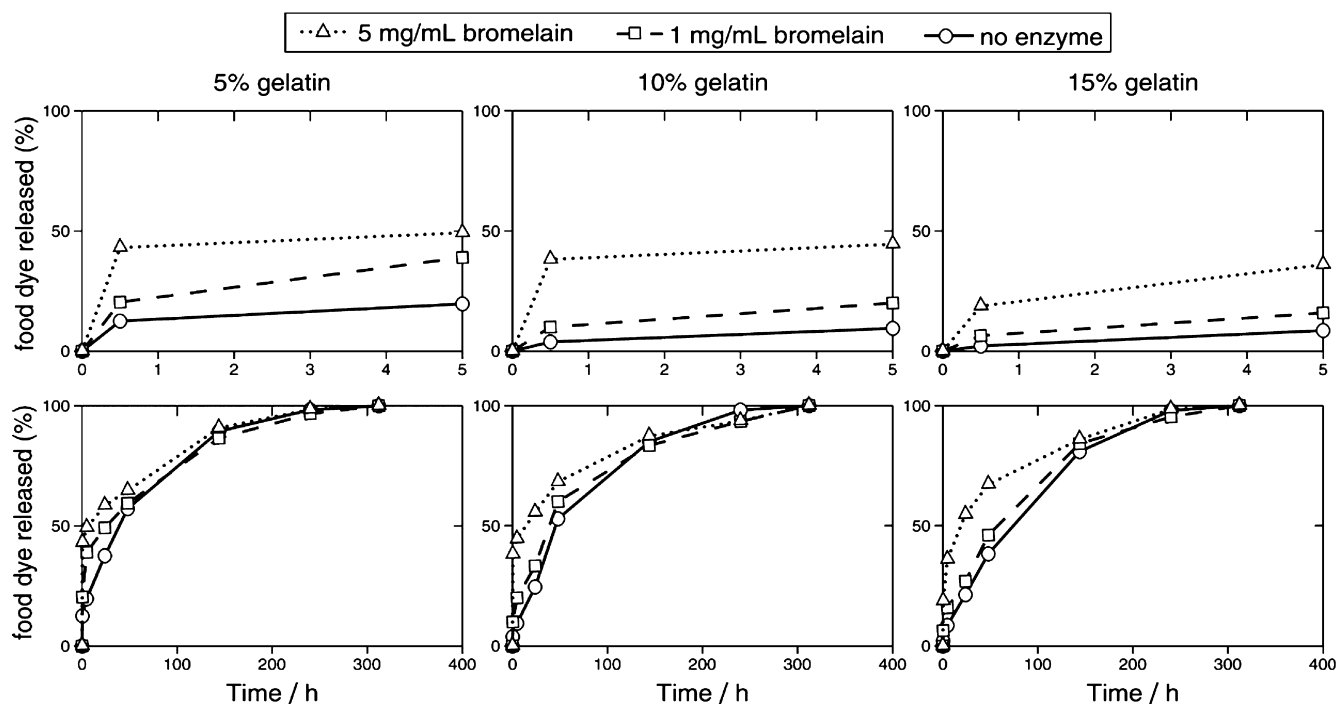 5 mg/mL bromelain 1 mg/mL bromelain no enzyme
5% gelatin 10% gelatin 15% gelatin
food dye released (%)
100 100 100
50 50 50
0 0 0
0 1 2 3 4 5 0 1 2 3 4 5 0 1 2 3 4 5
food dye released (%)
100 100 100
50 50 50
0 0 0
0 100 200 300 400 0 100 200 300 400 0 100 200 300 400
Time / h Time / h Time / h